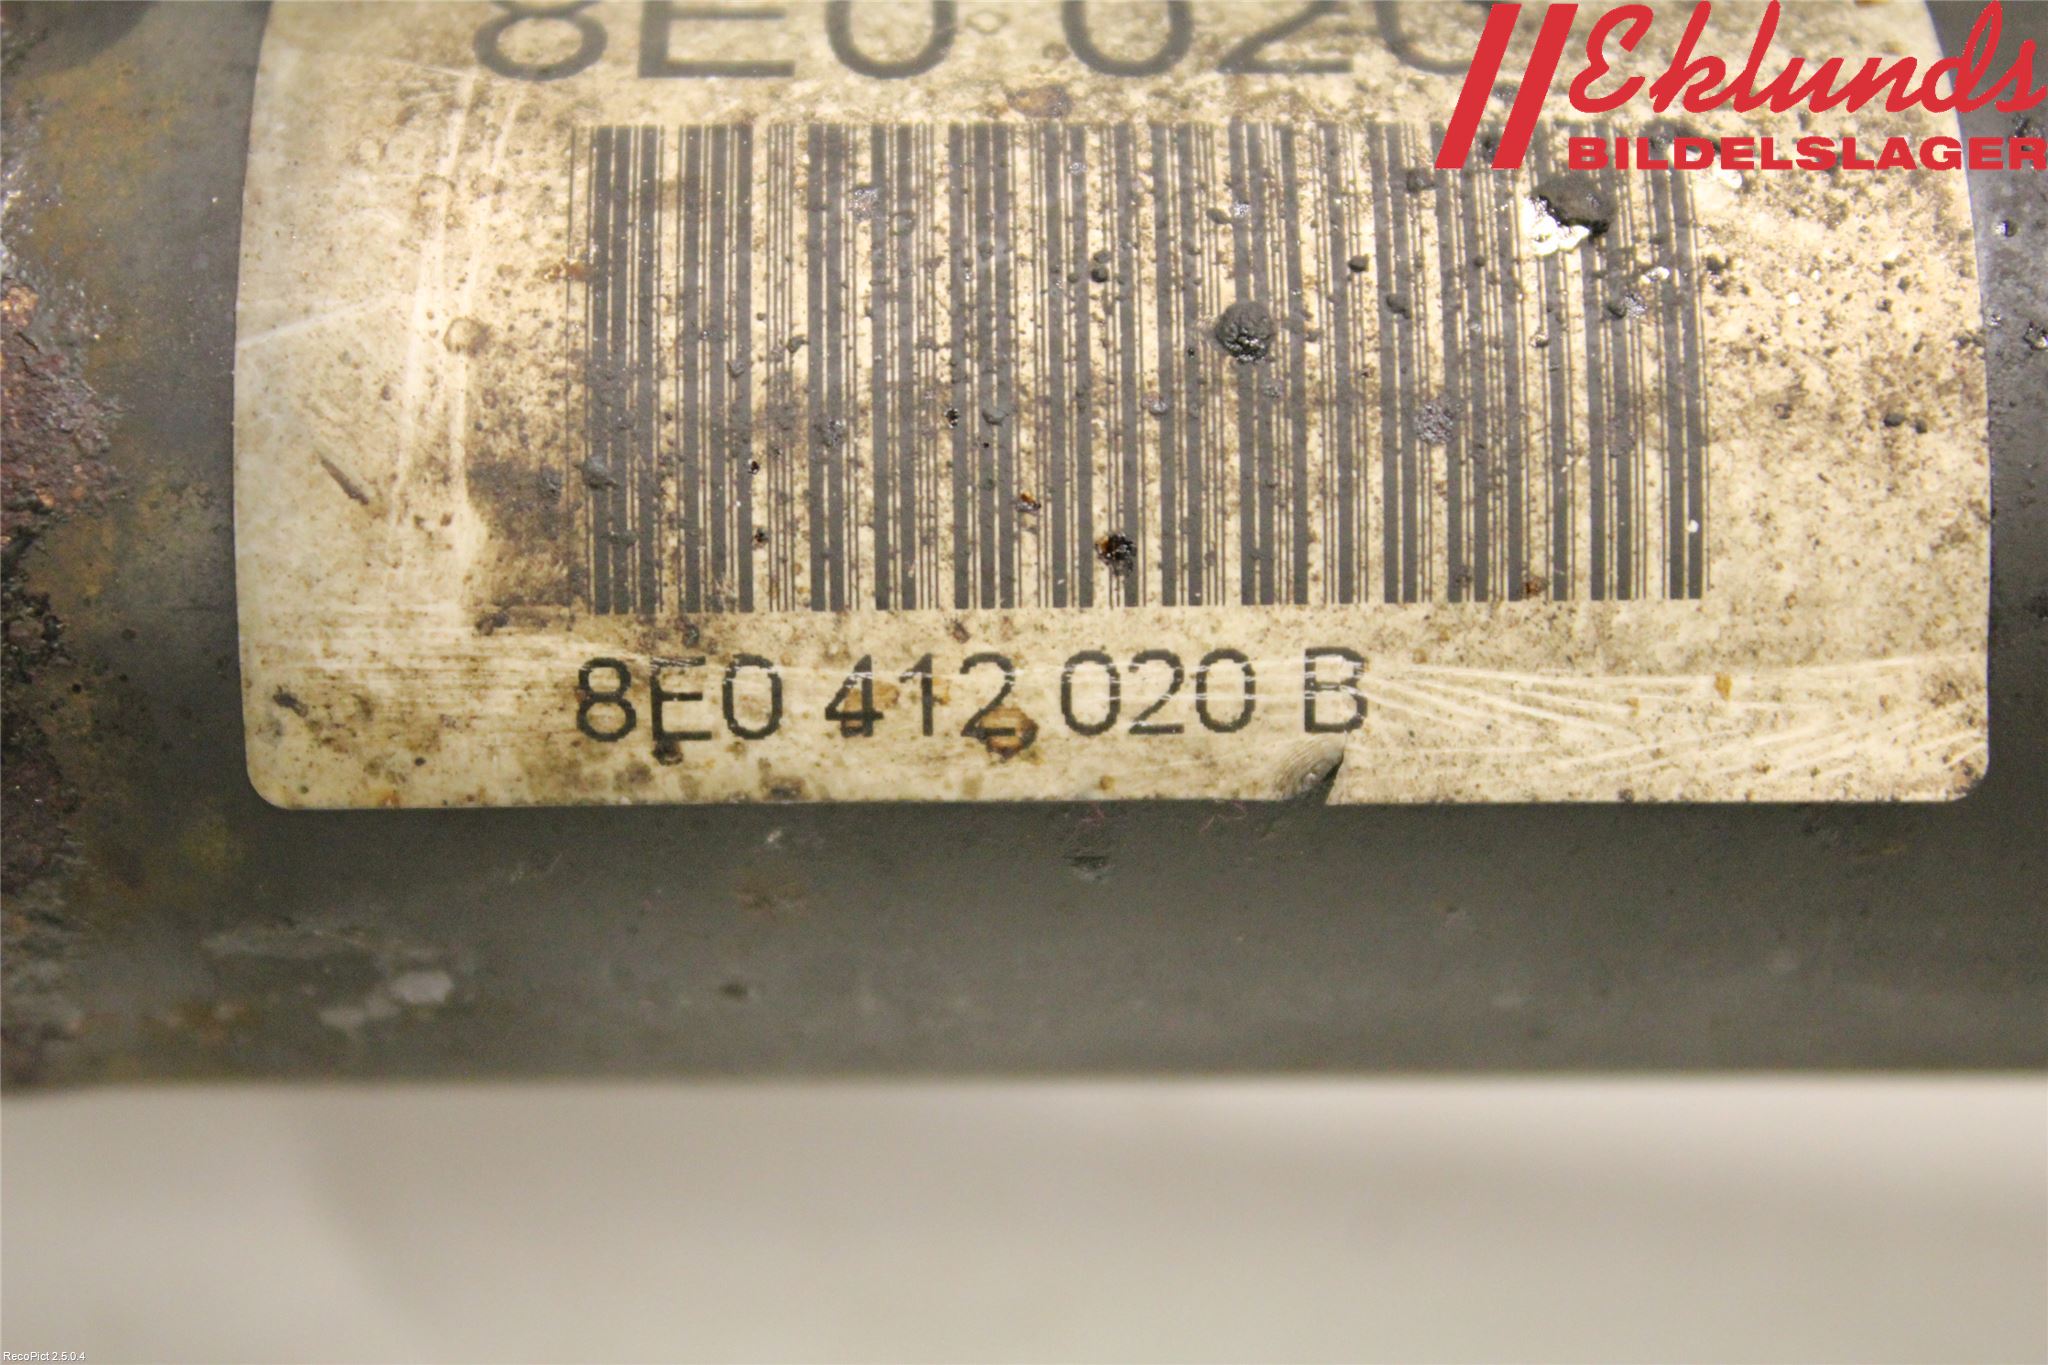 8E0 020
Eklunds
BILDELSLAGER
8E0 412 020 B
RecoPict 2.5.0.4